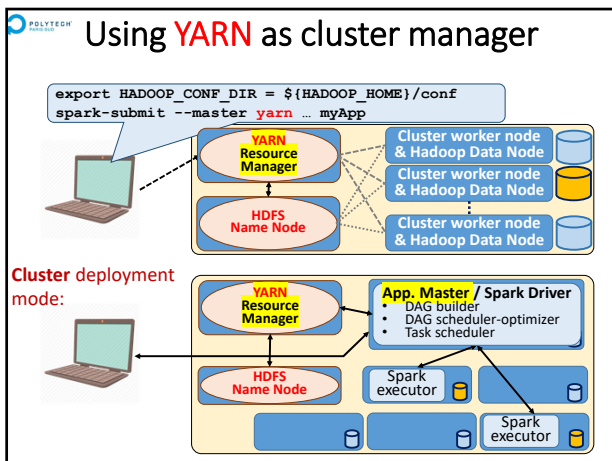 POLYTECH
PARIS-SUD
Using YARN as cluster manager
export HADOOP_CONF_DIR = ${HADOOP_HOME}/conf
spark-submit --master yarn … myApp
YARN
Resource
Manager
HDFS
Name Node
Cluster worker node
& Hadoop Data Node
Cluster worker node
& Hadoop Data Node
Cluster worker node
& Hadoop Data Node
Cluster deployment
mode:
YARN
Resource
Manager
HDFS
Name Node
App. Master / Spark Driver
• DAG builder
• DAG scheduler-optimizer
• Task scheduler
Spark
executor
Spark
executor